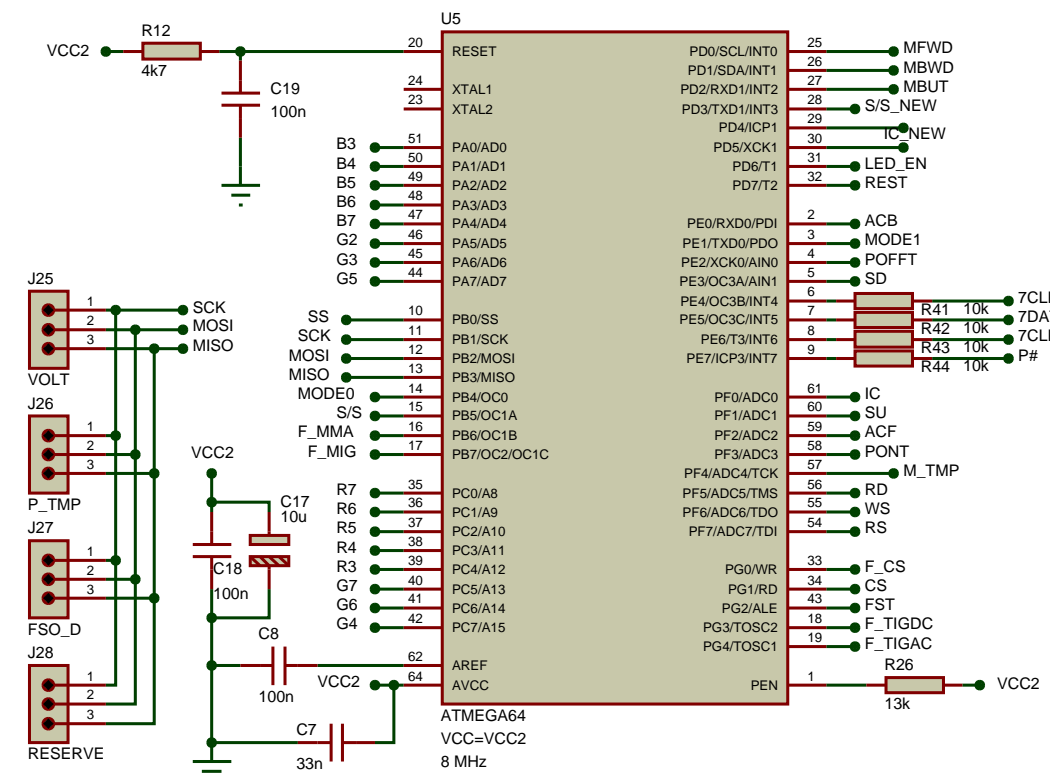 U5
R12
VCC2
4k7
C19
100n
20 RESET
24 XTAL1
23 XTAL2
B3 51 PA0/AD0
B4 50 PA1/AD1
B5 49 PA2/AD2
B6 48 PA3/AD3
B7 47 PA4/AD4
G2 46 PA5/AD5
G3 45 PA6/AD6
G5 44 PA7/AD7
SS 10 PB0/SS
SCK 11 PB1/SCK
MOSI 12 PB2/MOSI
MISO 13 PB3/MISO
MODE0 14 PB4/OC0
S/S 15 PB5/OC1A
F_MMA 16 PB6/OC1B
F_MIG 17 PB7/OC2/OC1C
R7 35 PC0/A8
R6 36 PC1/A9
R5 37 PC2/A10
R4 38 PC3/A11
R3 39 PC4/A12
G7 40 PC5/A13
G6 41 PC6/A14
G4 42 PC7/A15
62 AREF
VCC2 64 AVCC
PD0/SCL/INT0 25 MFWD
PD1/SDA/INT1 26 MBWD
PD2/RXD1/INT2 27 MBUT
PD3/TXD1/INT3 28 S/S_NEW
PD4/ICP1 29
IC_NEW
PD5/XCK1 30
PD6/T1 31 LED_EN
PD7/T2 32 REST
PE0/RXD0/PDI 2 ACB
PE1/TXD0/PDO 3 MODE1
PE2/XCK0/AIN0 4 POFFT
PE3/OC3A/AIN1 5 SD
PE4/OC3B/INT4 6 7CL
R41 10k
PE5/OC3C/INT5 7 7DA
R42 10k
PE6/T3/INT6 8 7CL
R43 10k
PE7/ICP3/INT7 9 P#
R44 10k
PF0/ADC0 61 IC
PF1/ADC1 60 SU
PF2/ADC2 59 ACF
PF3/ADC3 58 PONT
PF4/ADC4/TCK 57 M_TMP
PF5/ADC5/TMS 56 RD
PF6/ADC6/TDO 55 WS
PF7/ADC7/TDI 54 RS
PG0/WR 33 F_CS
PG1/RD 34 CS
PG2/ALE 43 FST
PG3/TOSC2 18 F_TIGDC
PG4/TOSC1 19 F_TIGAC
R26
PEN 1 VCC2
13k
ATMEGA64
VCC=VCC2
8 MHz
J25
1 SCK
2 MOSI
3 MISO
VOLT
J26
1
2
3
P_TMP
J27
1
2
3
FSO_D
J28
1
2
3
RESERVE
VCC2
C17
10u
C18
100n
C8
100n
C7
33n